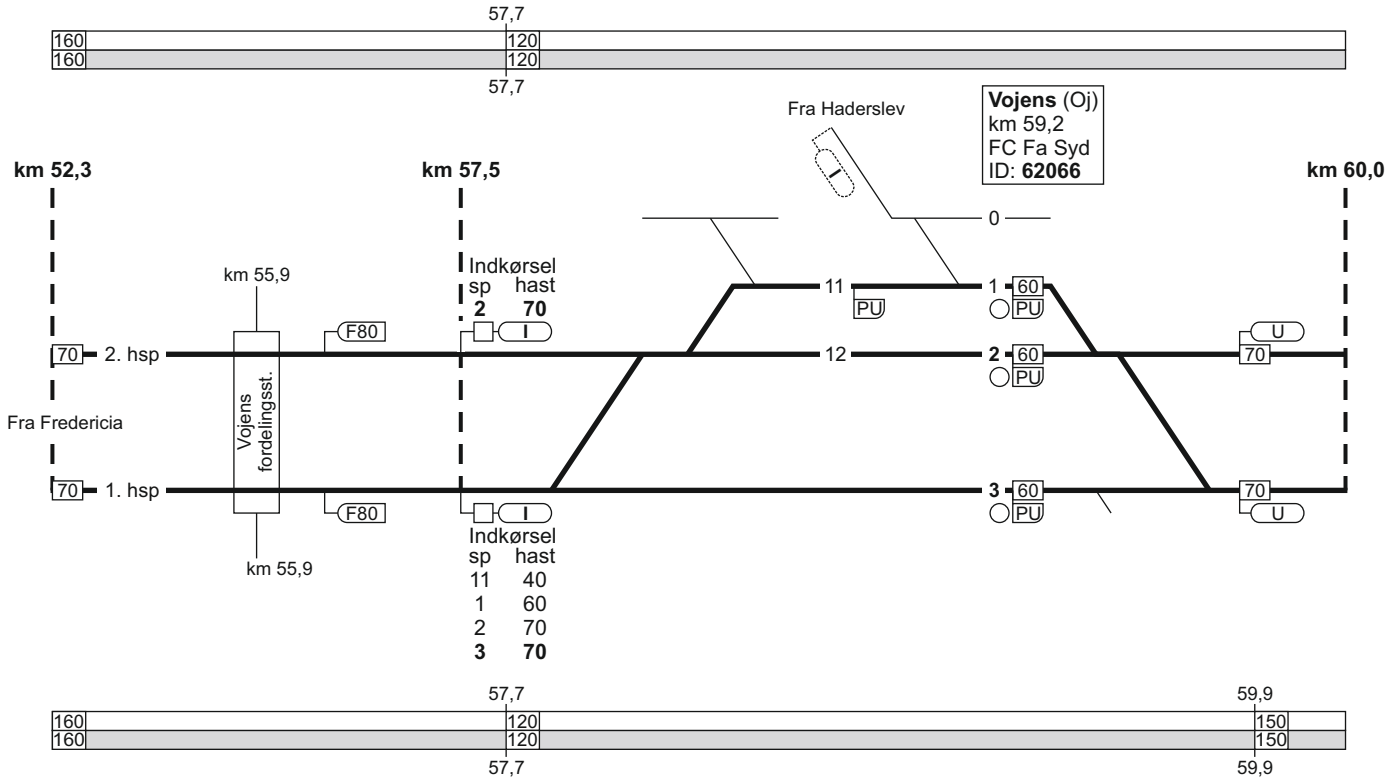 57,7
160 120
160 120
57,7
Fra Haderslev
Vojens (Oj)
km 59,2
FC Fa Syd
ID: 62066
km 52,3
km 57,5
km 60,0
I
0
km 55,9
Indkørsel
sp hast
2 70
11
1 60
PU
PU
F80
I
U
70 2. hsp
12
2 60
70
PU
Fra Fredericia
Vojens
fordelingsst.
70 1. hsp
3 60
70
F80
I
PU
U
km 55,9
Indkørsel
sp hast
11 40
1 60
2 70
3 70
57,7
59,9
160 120 150
160 120 150
57,7
59,9